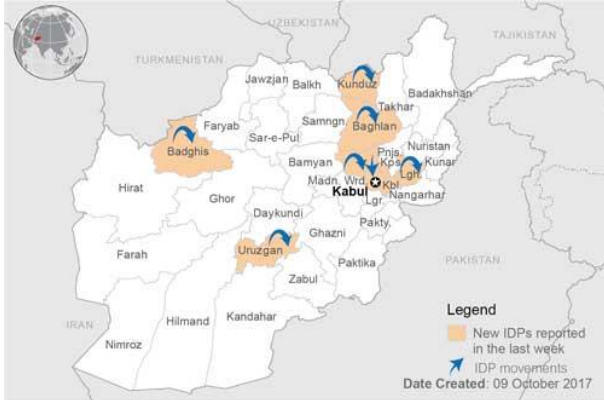 UZBEKISTAN
TAJIKISTAN
TURKMENISTAN
Jawzjan
Balkh
Kunduz
Badakhshan
Takhar
Faryab
Samngn.
Baghlan
Sar-e-Pul
Badghis
Nuristan
Pnjs.
Kunar
Bamyan
Kps.
Lgh.
Hirat
Madn. Wrd.
Kbl.
Kabul
Nangarhar
Ghor
Lgr.
Daykundi
Pakty.
Ghazni
Uruzgan
Farah
Paktika
PAKISTAN
Zabul
Legend
Kandahar
Hilmand
IRAN
Nimroz
New IDPs reported
in the last week
IDP movements
Date Created: 09 October 2017